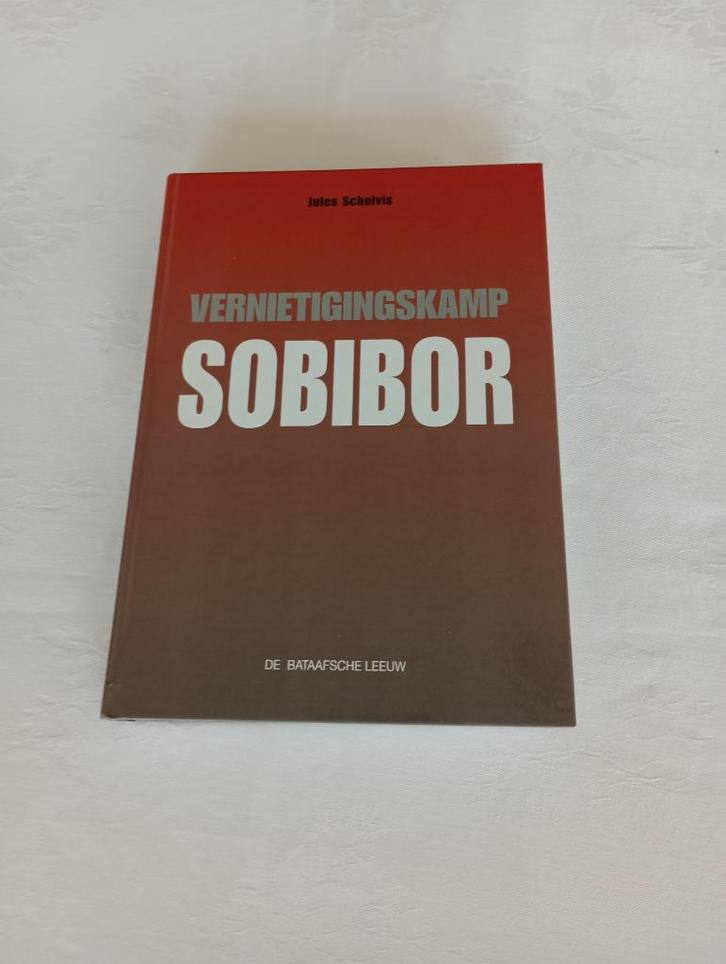 Jules Schelvis
VERNIETIGINGSKAMP
SOBIBOR
DE BATAAFSCHE LEEUW